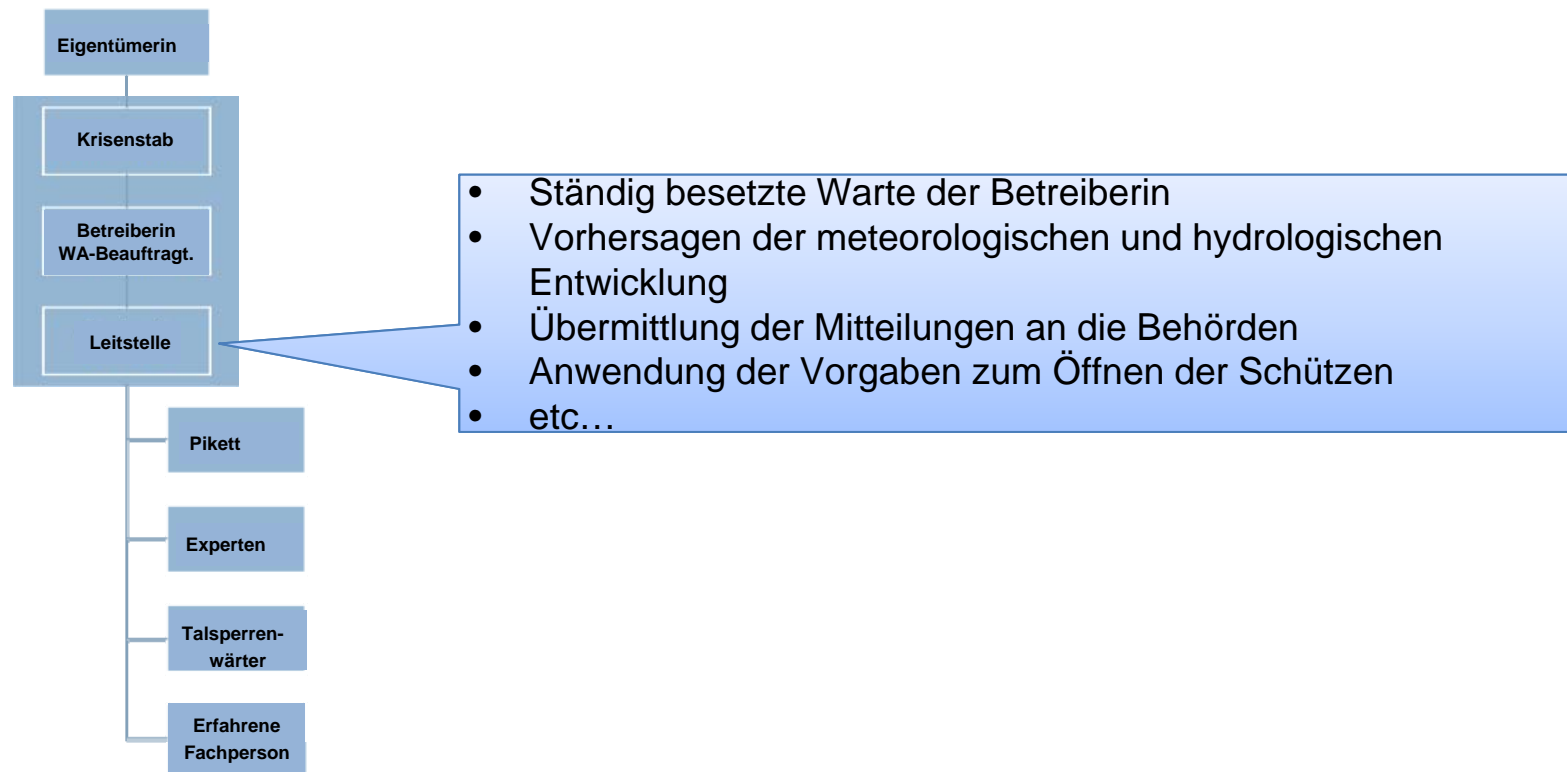 Eigentümerin
Krisenstab
Betreiberin
WA-Beauftragt.
Leitstelle
• Ständig besetzte Warte der Betreiberin
• Vorhersagen der meteorologischen und hydrologischen
Entwicklung
• Übermittlung der Mitteilungen an die Behörden
• Anwendung der Vorgaben zum Öffnen der Schützen
• etc…
Pikett
Experten
Talsperren-
wärter
Erfahrene
Fachperson